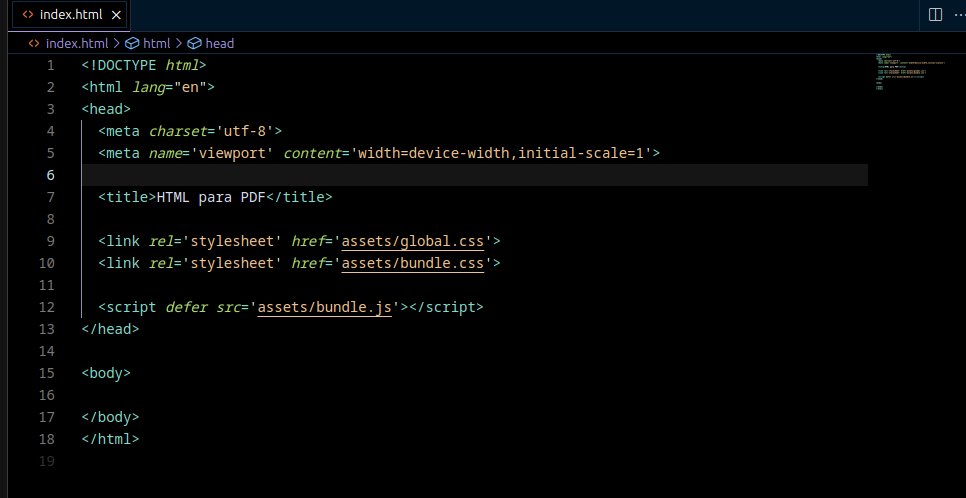 index.html
index.html > html > head
1 <!DOCTYPE html>
2 <html lang="en">
3 <head>
4 <meta charset='utf-8'>
5 <meta name='viewport' content='width=device-width,initial-scale=1'>
6
7 <title>HTML para PDF</title>
8
9 <link rel='stylesheet' href='assets/global.css'>
10 <link rel='stylesheet' href='assets/bundle.css'>
11
12 <script defer src='assets/bundle.js'></script>
13 </head>
14
15 <body>
16
17 </body>
18 </html>
19